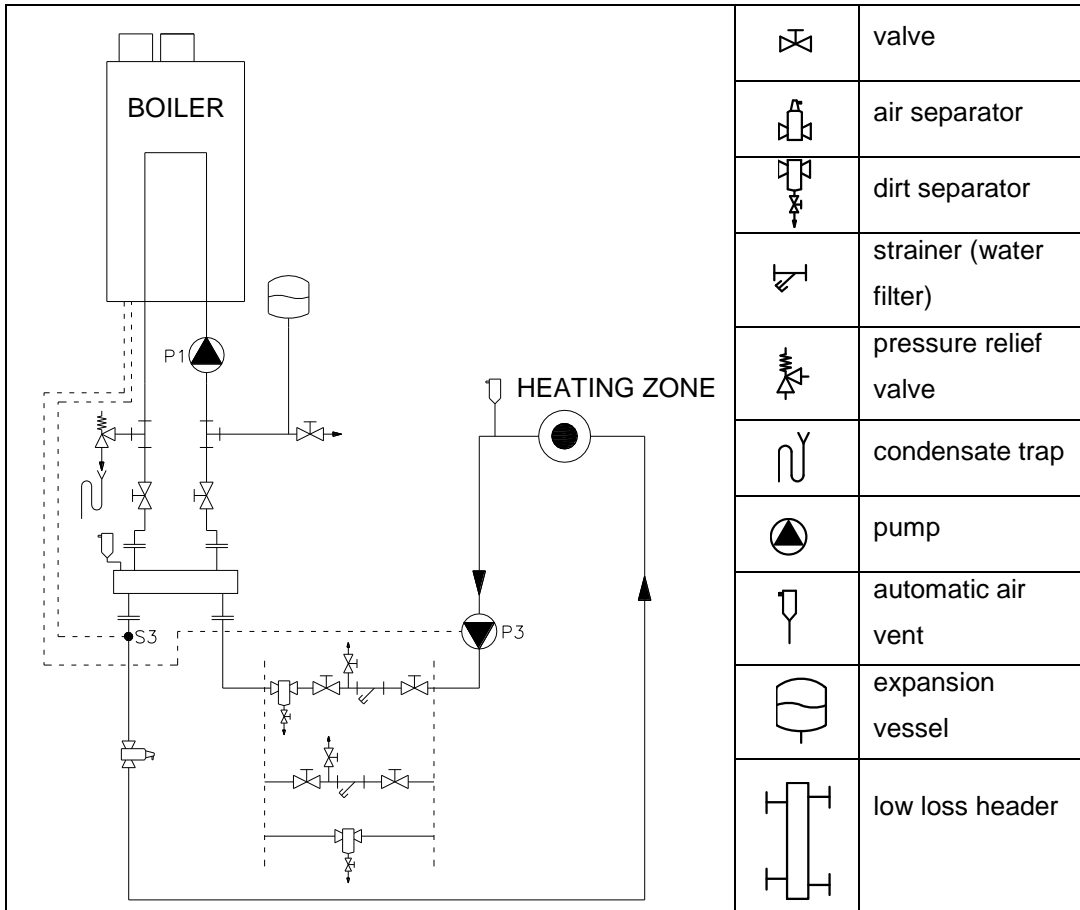 BOILER
P1
HEATING ZONE
S3
P3
valve
air separator
dirt separator
strainer (water
filter)
pressure relief
valve
condensate trap
pump
automatic air
vent
expansion
vessel
low loss header